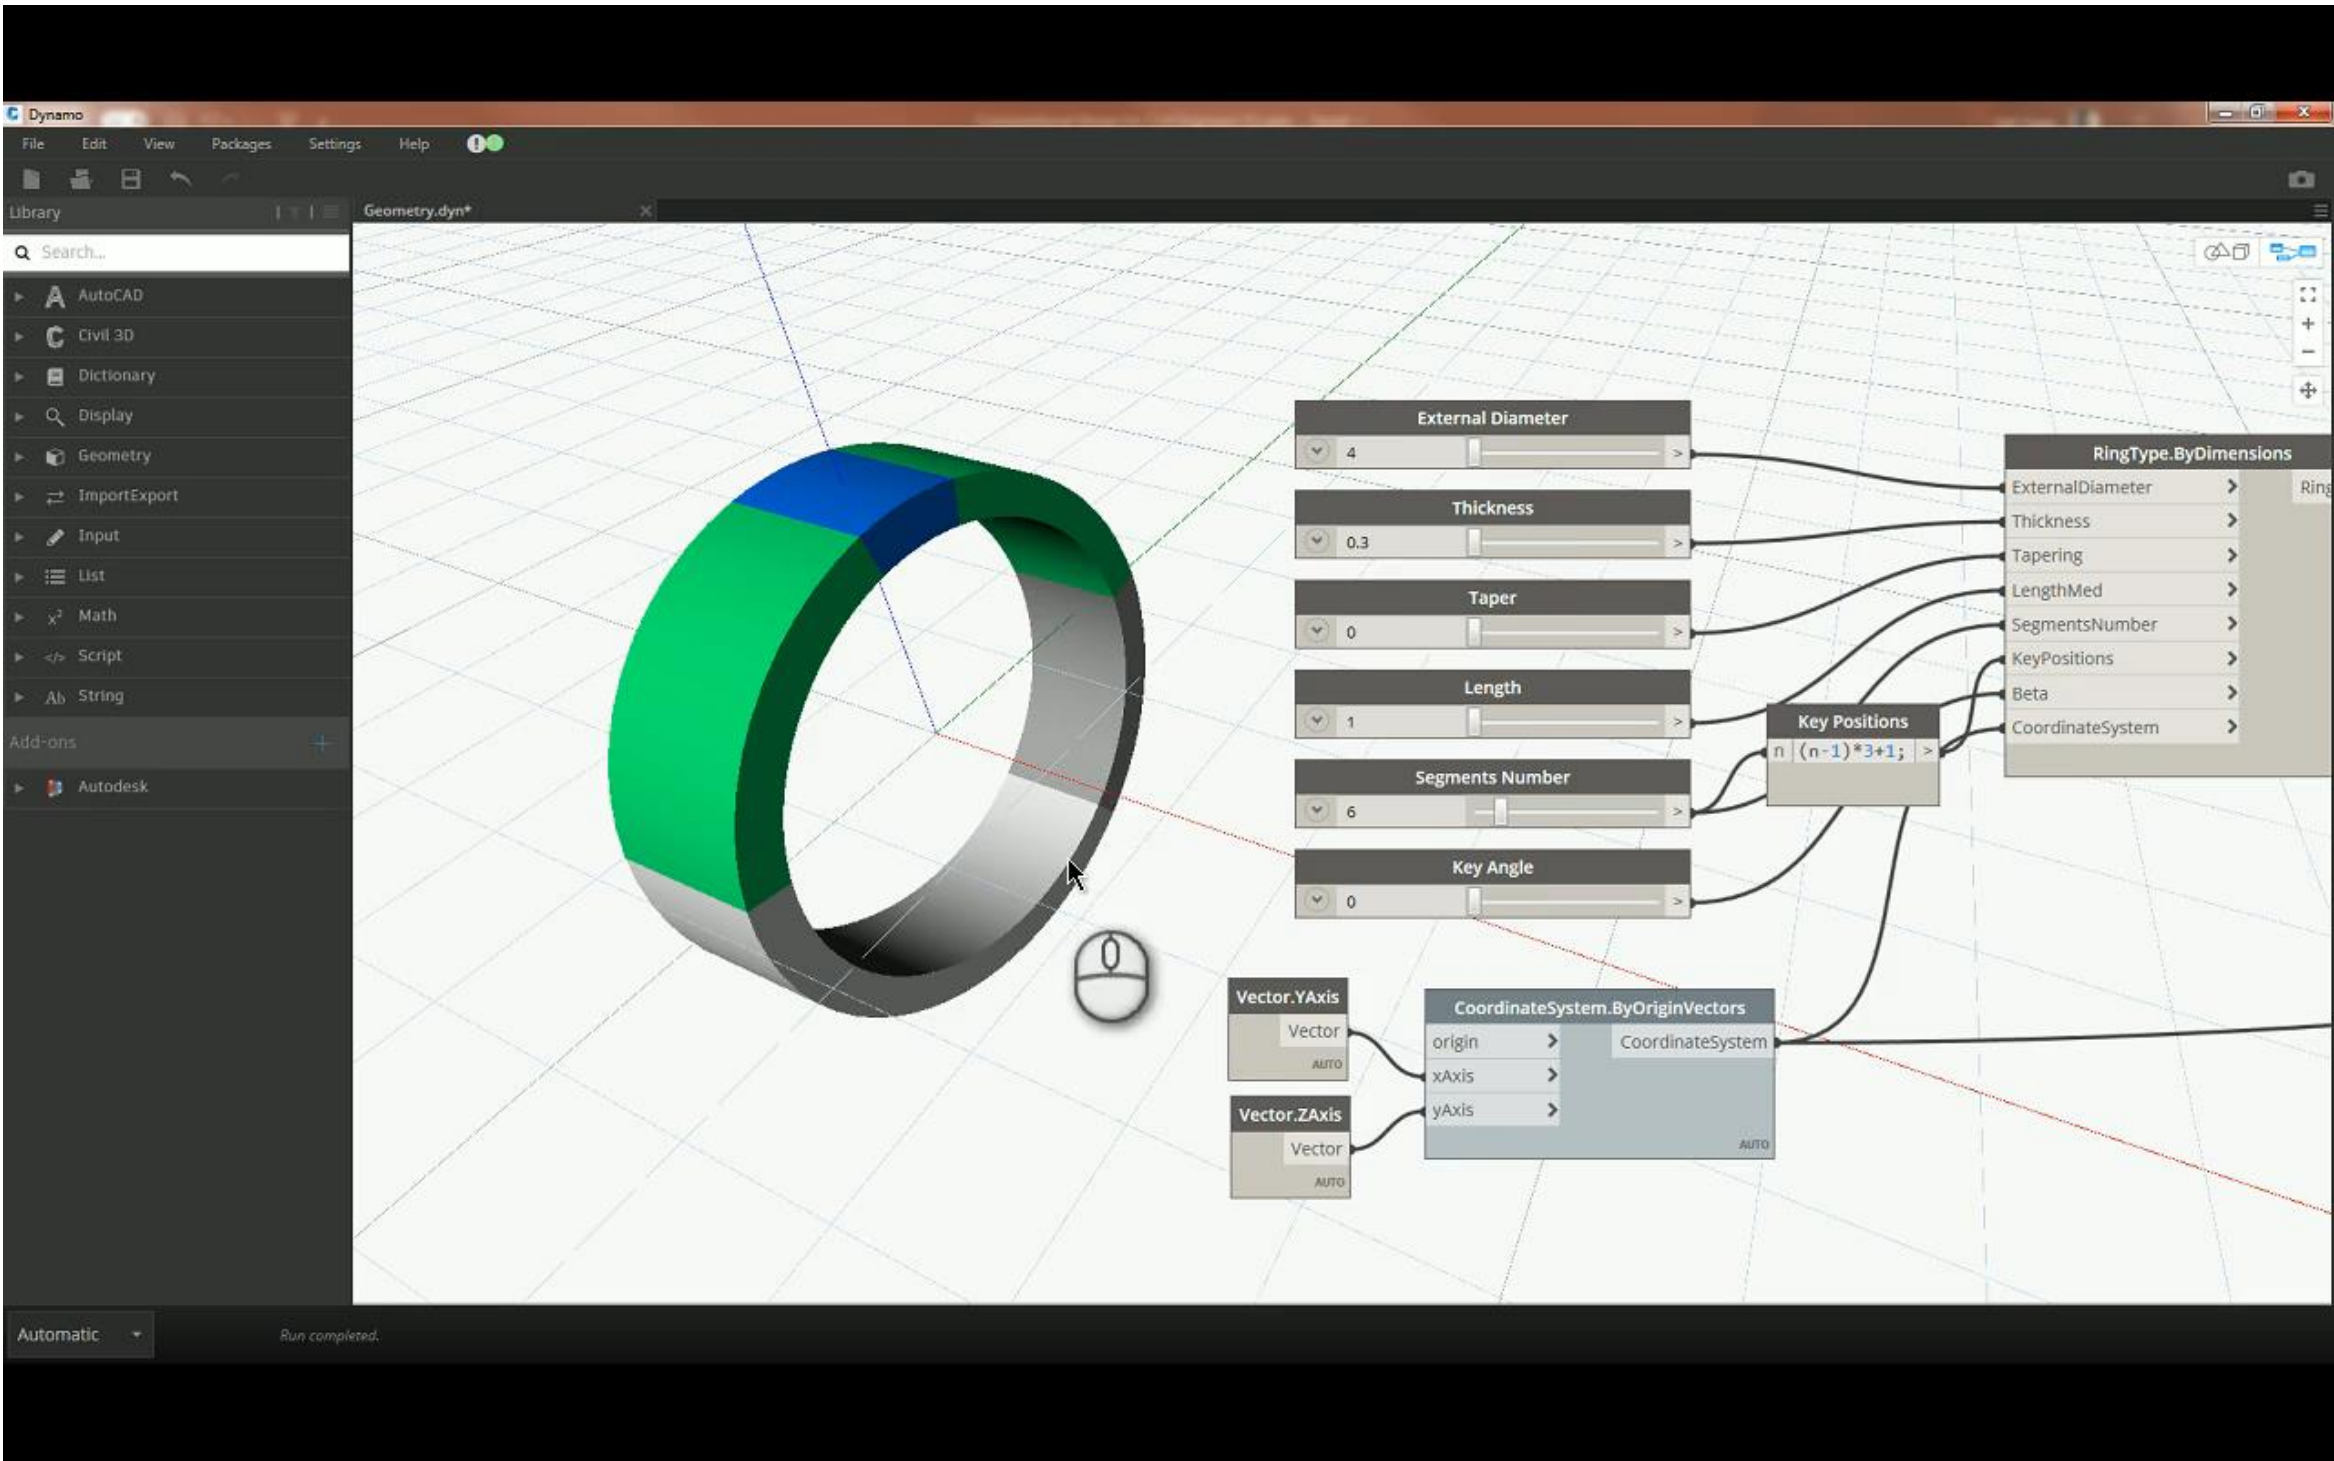 Dynamo
File Edit View Packages Settings Help
Library
Geometry.dyn*
Search...
AutoCAD
Civil 3D
Dictionary
Display
Geometry
ImportExport
Input
List
Math
Script
String
Add-ons
Autodesk
External Diameter
4
>
Thickness
0.3
>
Taper
0
>
Length
1
>
Segments Number
6
>
Key Angle
0
>
Key Positions
n (n-1)*3+1; >
RingType.ByDimensions
ExternalDiameter > Ring
Thickness >
Tapering >
LengthMed >
SegmentsNumber >
KeyPositions >
Beta >
CoordinateSystem >
Vector.YAxis
Vector
AUTO
Vector.ZAxis
Vector
AUTO
CoordinateSystem.ByOriginVectors
origin > CoordinateSystem
xAxis >
yAxis >
AUTO
Automatic
Run completed.